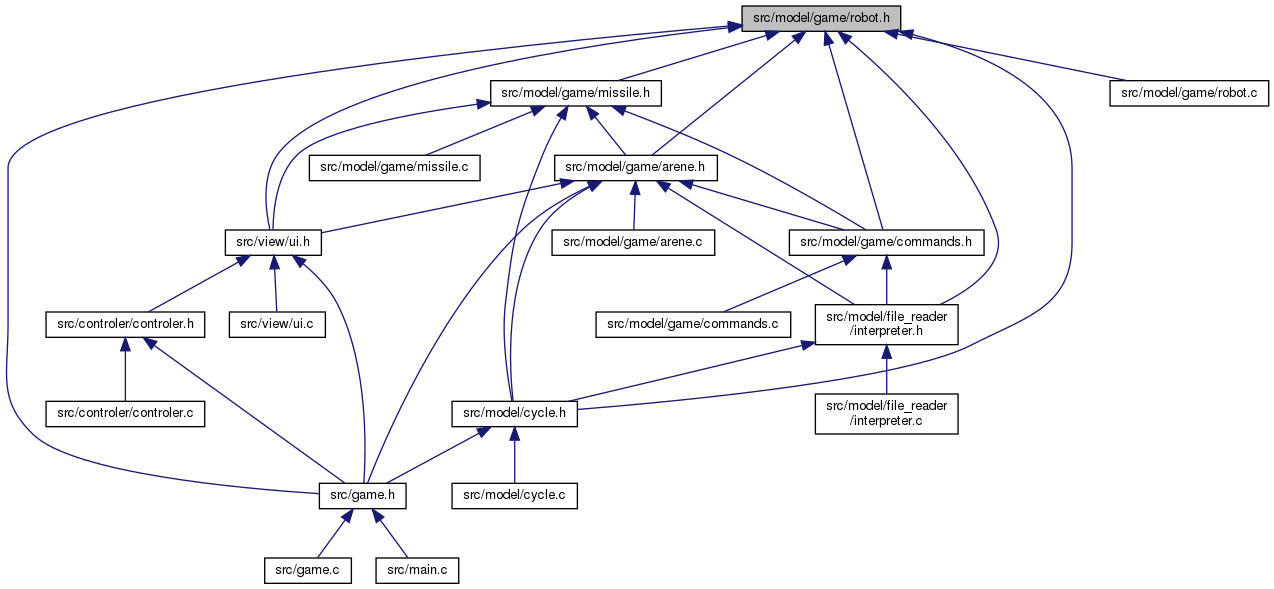 src/model/game/robot.h
src/model/game/missile.h
src/model/game/robot.c
src/model/game/missile.c
src/model/game/arene.h
src/view/ui.h
src/model/game/arene.c
src/model/game/commands.h
src/controler/controler.h
src/view/ui.c
src/model/game/commands.c
src/model/file_reader
/interpreter.h
src/controler/controler.c
src/model/cycle.h
src/model/file_reader
/interpreter.c
src/game.h
src/model/cycle.c
src/game.c
src/main.c